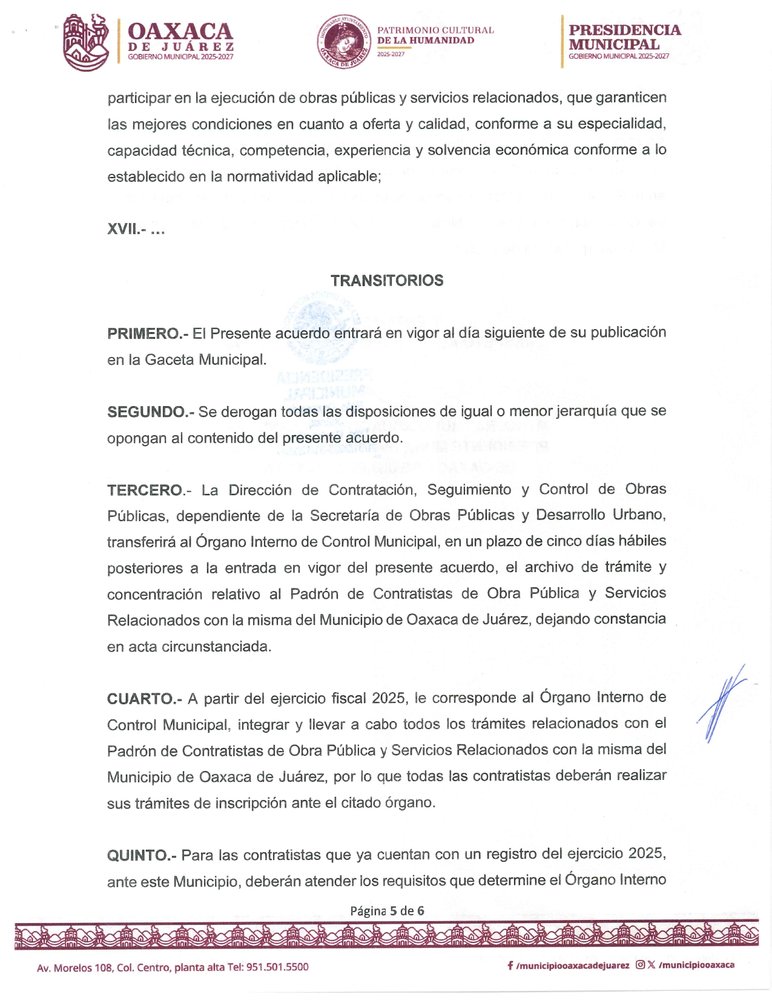 OAXACA
DE JUÁREZ
GOBIERNO MUNICIPAL 2025-2027
HONORABLE AYUNTAMIENTO
OAXACA DE JUÁREZ
PATRIMONIO CULTURAL
DE LA HUMANIDAD
2025-2027
PRESIDENCIA
MUNICIPAL
GOBIERNO MUNICIPAL 2025-2027
participar en la ejecución de obras públicas y servicios relacionados, que garanticen
las mejores condiciones en cuanto a oferta y calidad, conforme a su especialidad,
capacidad técnica, competencia, experiencia y solvencia económica conforme a lo
establecido en la normatividad aplicable;
XVII.- ...
TRANSITORIOS
PRIMERO.- El Presente acuerdo entrará en vigor al día siguiente de su publicación
en la Gaceta Municipal.
PRESIDENCIA
MUNICIPAL
SEGUNDO.- Se derogan todas las disposiciones de igual o menor jerarquía que se
opongan al contenido del presente acuerdo.
TERCERO.- La Dirección de Contratación, Seguimiento y Control de Obras
Públicas, dependiente de la Secretaría de Obras Públicas y Desarrollo Urbano,
transferirá al Órgano Interno de Control Municipal, en un plazo de cinco días hábiles
posteriores a la entrada en vigor del presente acuerdo, el archivo de trámite y
concentración relativo al Padrón de Contratistas de Obra Pública y Servicios
Relacionados con la misma del Municipio de Oaxaca de Juárez, dejando constancia
en acta circunstanciada.
CUARTO.- A partir del ejercicio fiscal 2025, le corresponde al Órgano Interno de
Control Municipal, integrar y llevar a cabo todos los trámites relacionados con el
Padrón de Contratistas de Obra Pública y Servicios Relacionados con la misma del
Municipio de Oaxaca de Juárez, por lo que todas las contratistas deberán realizar
sus trámites de inscripción ante el citado órgano.
QUINTO.- Para las contratistas que ya cuentan con un registro del ejercicio 2025,
ante este Municipio, deberán atender los requisitos que determine el Órgano Interno
Página 5 de 6
Av. Morelos 108, Col. Centro, planta alta Tel: 951.501.5500
/municipiooaxacadejuarez
/municipiooaxaca